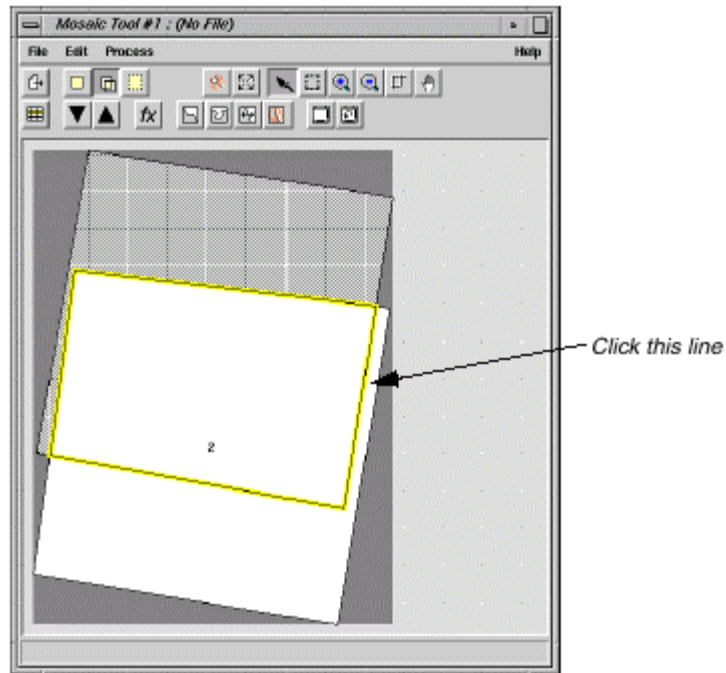 Mosaic Tool #1 : (No File)
File Edit Process Help
fx
Click this line
2